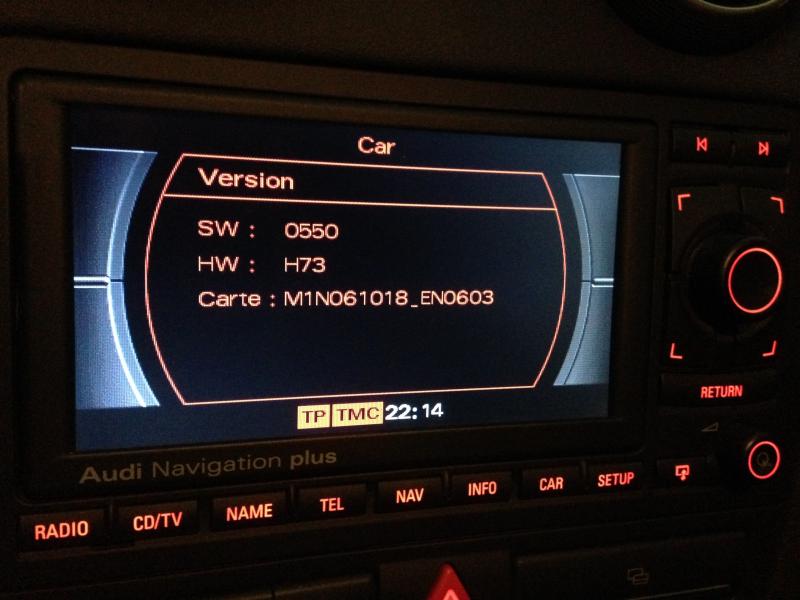 Car
Version
SW : 0550
HW : H73
Carte : M1N061018_EN0603
TP TMC 22:14
Audi Navigation plus
RETURN
RADIO CD/TV NAME TEL NAV INFO CAR SETUP